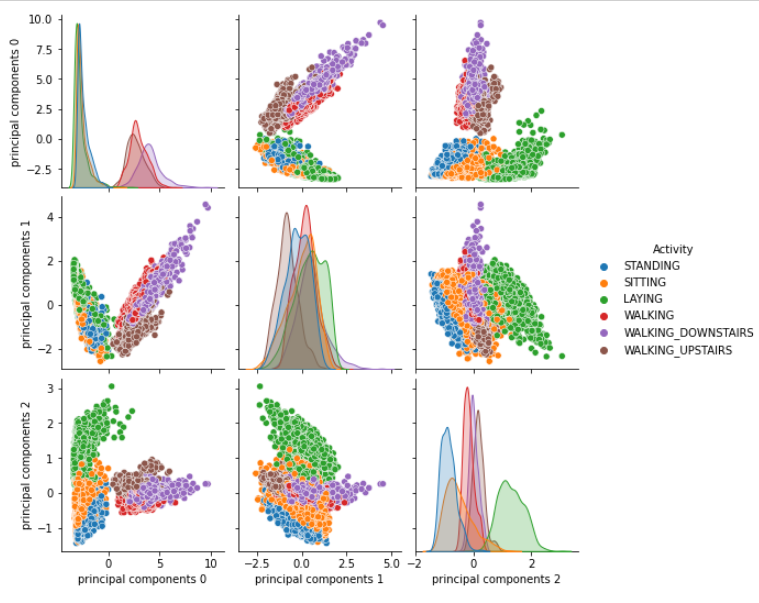 10.0
7.5
5.0
2.5
0.0
−2.5
principal components 0
4
2
0
−2
principal components 1
Activity
STANDING
SITTING
LAYING
WALKING
WALKING_DOWNSTAIRS
WALKING_UPSTAIRS
3
2
1
0
−1
principal components 2
0 5 10
−2.5 0.0 2.5 5.0
−2 0 2
principal components 0 principal components 1 principal components 2